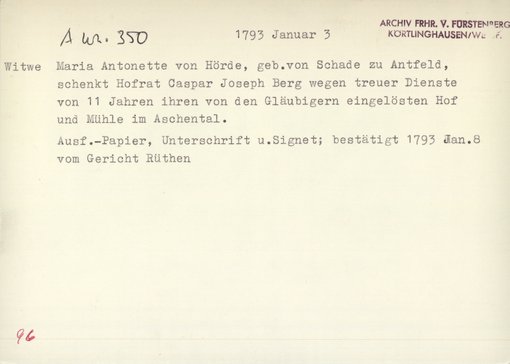 A Nr. 350
1793 Januar 3
ARCHIV FRHR. V. FÜRSTENBERG
KÖRTLINGHAUSEN/WE
Witwe Maria Antonette von Hörde, geb.von Schade zu Antfeld,
schenkt Hofrat Caspar Joseph Berg wegen treuer Dienste
von 11 Jahren ihren von den Gläubigern eingelösten Hof
und Mühle im Aschental.
Ausf.-Papier, Unterschrift u.Signet; bestätigt 1793 Jan.8
vom Gericht Rüthen
96